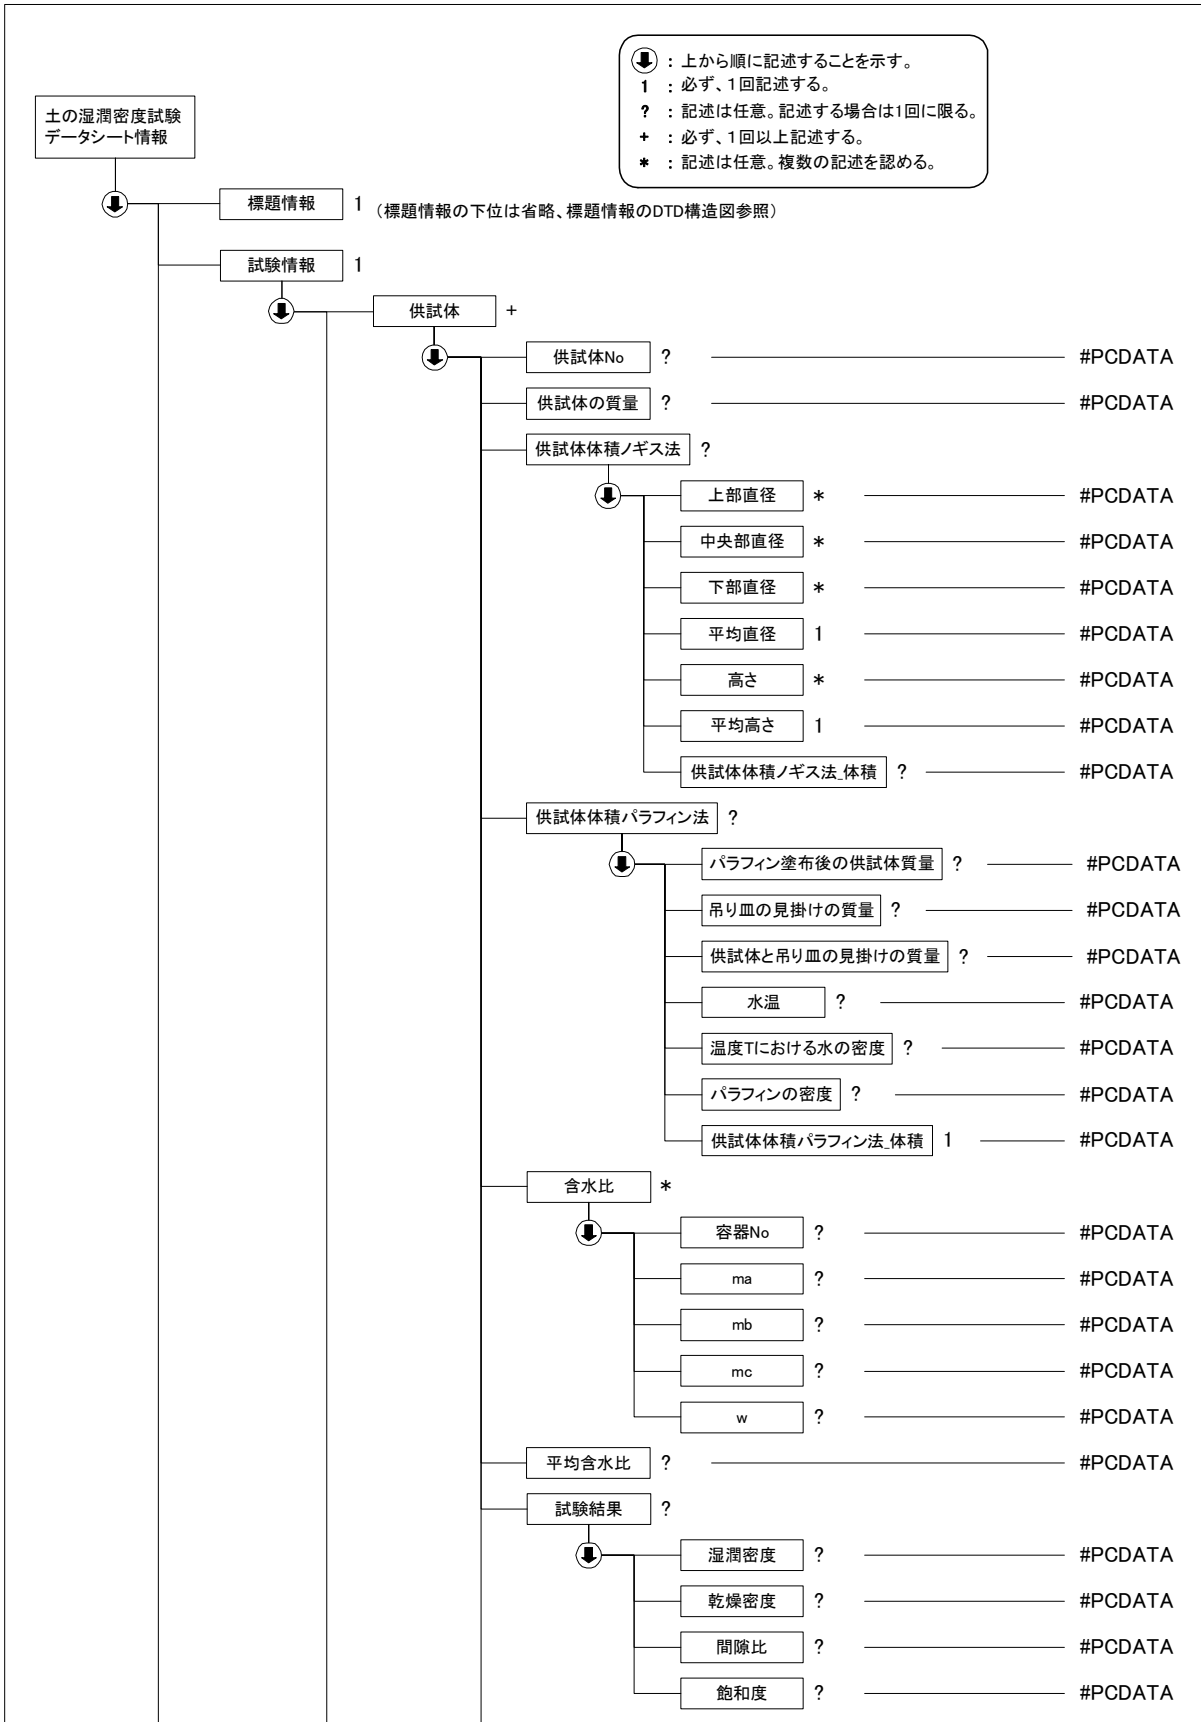 ： 上から順に記述することを示す。
1 ： 必ず、1回記述する。
? ： 記述は任意。記述する場合は1回に限る。
+ ： 必ず、1回以上記述する。
* ： 記述は任意。複数の記述を認める。
土の湿潤密度試験
データシート情報
標題情報 1 （標題情報の下位は省略、標題情報のDTD構造図参照）
試験情報 1
供試体 +
供試体No ? #PCDATA
供試体の質量 ? #PCDATA
供試体体積ノギス法 ?
上部直径 * #PCDATA
中央部直径 * #PCDATA
下部直径 * #PCDATA
平均直径 1 #PCDATA
高さ * #PCDATA
平均高さ 1 #PCDATA
供試体体積ノギス法_体積 ? #PCDATA
供試体体積パラフィン法 ?
パラフィン塗布後の供試体質量 ? #PCDATA
吊り皿の見掛けの質量 ? #PCDATA
供試体と吊り皿の見掛けの質量 ? #PCDATA
水温 ? #PCDATA
温度Tにおける水の密度 ? #PCDATA
パラフィンの密度 ? #PCDATA
供試体体積パラフィン法_体積 1 #PCDATA
含水比 *
容器No ? #PCDATA
ma ? #PCDATA
mb ? #PCDATA
mc ? #PCDATA
w ? #PCDATA
平均含水比 ? #PCDATA
試験結果 ?
湿潤密度 ? #PCDATA
乾燥密度 ? #PCDATA
間隙比 ? #PCDATA
飽和度 ? #PCDATA